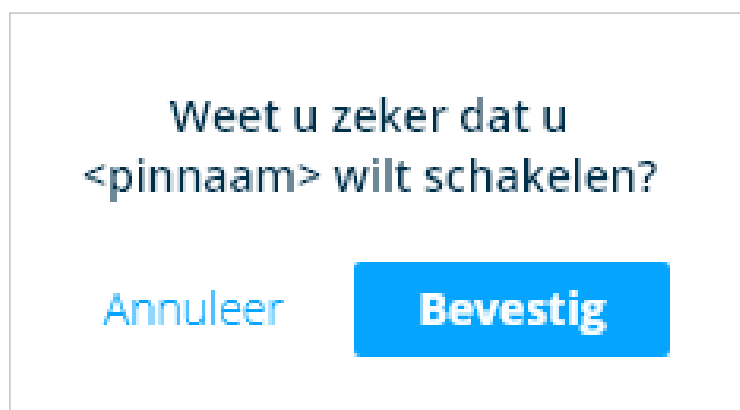 Weet u zeker dat u
<pinnaam> wilt schakelen?
Annuleer
Bevestig